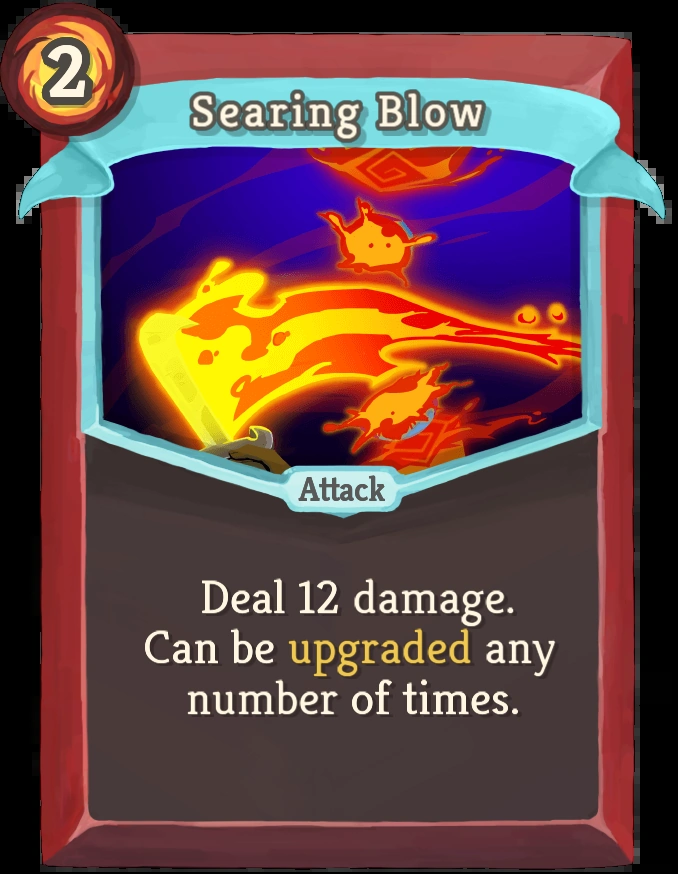 2
Searing Blow
Attack
Deal 12 damage.
Can be upgraded any
number of times.